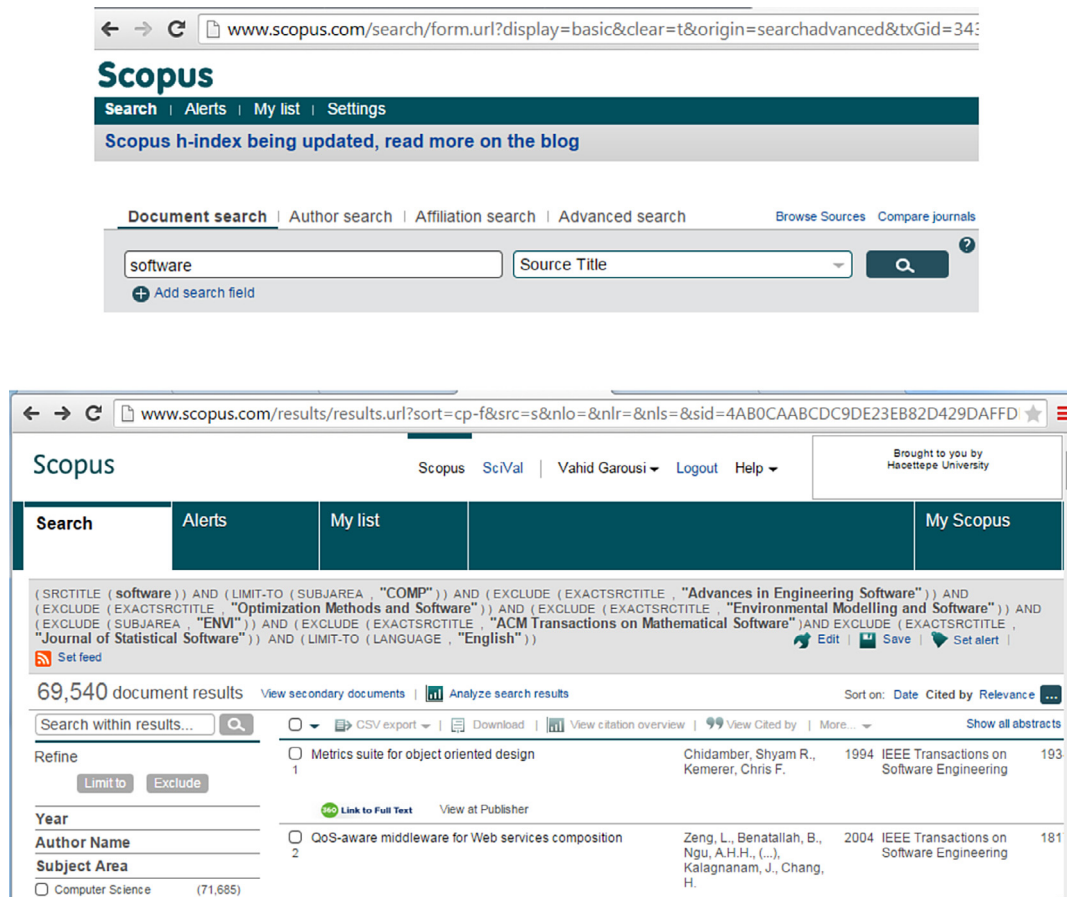 www.scopus.com/search/form.url?display=basic&clear=t&origin=searchadvanced&txGid=343
Scopus
Search | Alerts | My list | Settings
Scopus h-index being updated, read more on the blog
Document search | Author search | Affiliation search | Advanced search Browse Sources Compare journals
software Source Title
Add search field
www.scopus.com/results/results.url?sort=cp-f&src=s&nlo=&nlr=&nls=&sid=4AB0CAABCDC9DE23EB82D429DAFFD
Scopus Scopus SciVal | Vahid Garousi Logout Help Brought to you by
Hacettepe University
Search Alerts My list My Scopus
( SRCTITLE ( software ) ) AND ( LIMIT-TO ( SUBJAREA , "COMP" ) ) AND ( EXCLUDE ( EXACTSRCTITLE , "Advances in Engineering Software" ) ) AND
( EXCLUDE ( EXACTSRCTITLE , "Optimization Methods and Software" ) ) AND ( EXCLUDE ( EXACTSRCTITLE , "Environmental Modelling and Software" ) ) AND
( EXCLUDE ( SUBJAREA , "ENVI" ) ) AND ( EXCLUDE ( EXACTSRCTITLE , "ACM Transactions on Mathematical Software" )AND EXCLUDE ( EXACTSRCTITLE ,
"Journal of Statistical Software" ) ) AND ( LIMIT-TO ( LANGUAGE , "English" ) ) Edit | Save | Set alert |
Set feed
69,540 document results View secondary documents | Analyze search results Sort on: Date Cited by Relevance ...
Search within results... CSV export | Download | View citation overview | View Cited by | More... Show all abstracts
Refine
Limit to Exclude
1 Metrics suite for object oriented design Chidamber, Shyam R., 1994 IEEE Transactions on 193
Kemerer, Chris F. Software Engineering
360 Link to Full Text View at Publisher
Year
Author Name
Subject Area
Computer Science (71,685)
2 QoS-aware middleware for Web services composition Zeng, L., Benatallah, B., 2004 IEEE Transactions on 181
Ngu, A.H.H., (...), Software Engineering
Kalagnanam, J., Chang,
H.